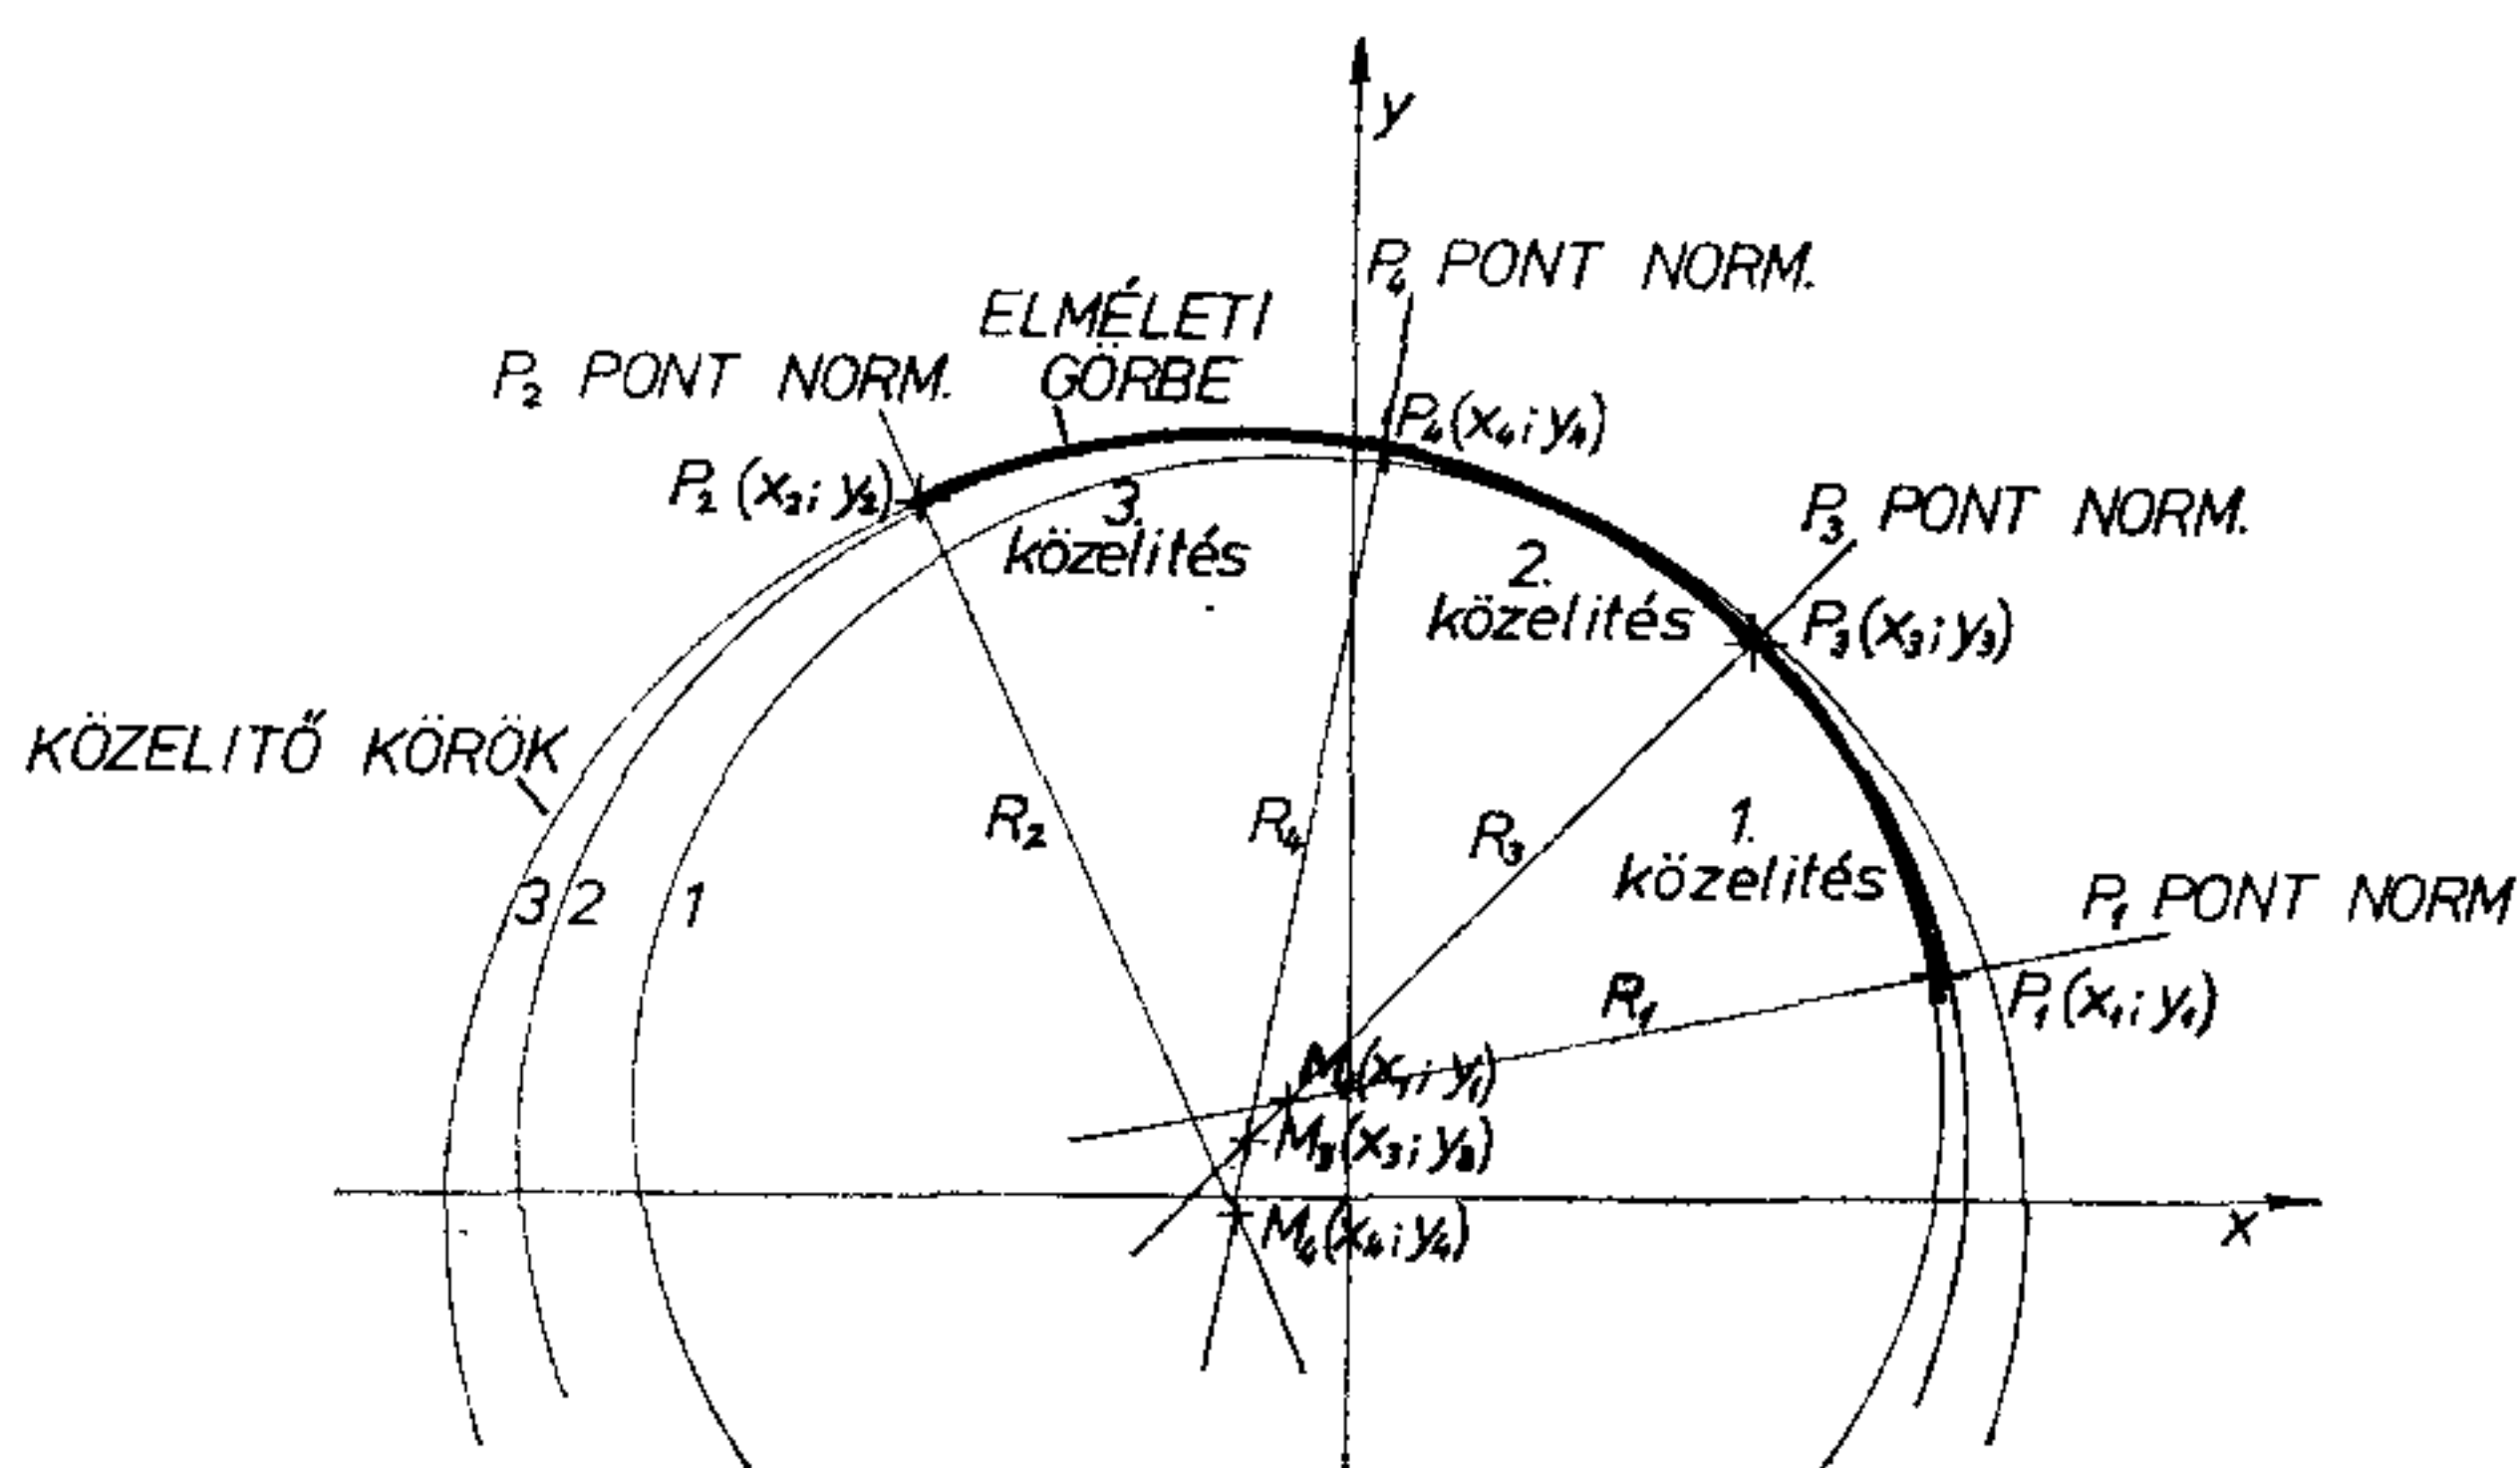 y
P₄ PONT NORM.
ELMÉLETI
GÖRBE
P₂ PONT NORM.
P₄(x₄;y₄)
P₂(x₂;y₂)
3.
közelités
P₃ PONT NORM.
2.
közelités
P₃(x₃;y₃)
KÖZELITŐ KÖRÖK
R₂
R₄
R₃
1.
közelités
3 2 1
P₁ PONT NORM
R₁
P₁(x₁;y₁)
M₁(x₁;y₁)
M₃(x₃;y₃)
M₄(x₄;y₄)
x